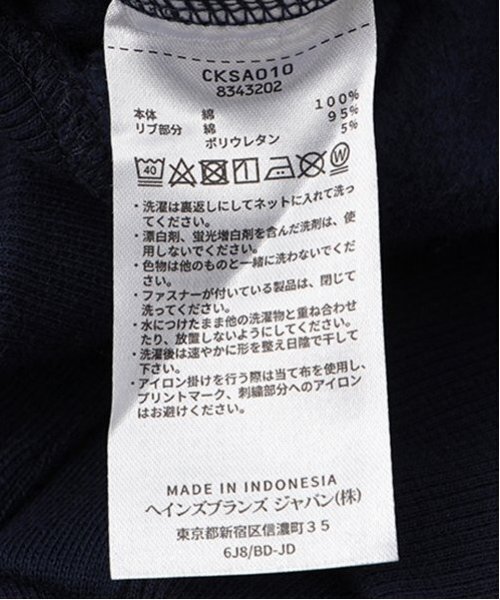 CKSA010
8343202
本体 綿 100%
リブ部分 綿 95%
ポリウレタン 5%
40 W
・洗濯は裏返しにしてネットに入れて洗っ
てください。
・漂白剤、蛍光増白剤を含んだ洗剤は、使
用しないでください。
・色物は他のものと一緒に洗わないでくだ
さい。
・ファスナーが付いている製品は、閉じて
洗ってください。
・水につけたまま他の洗濯物と重ね合わせ
たり、放置しないようにしてください。
・洗濯後は速やかに形を整え日陰で干して
下さい。
・アイロン掛けを行う際は当て布を使用し、
プリントマーク、刺繍部分へのアイロン
はお避けください。
MADE IN INDONESIA
ヘインズブランズ ジャパン(株)
東京都新宿区信濃町35
6J8/BD-JD